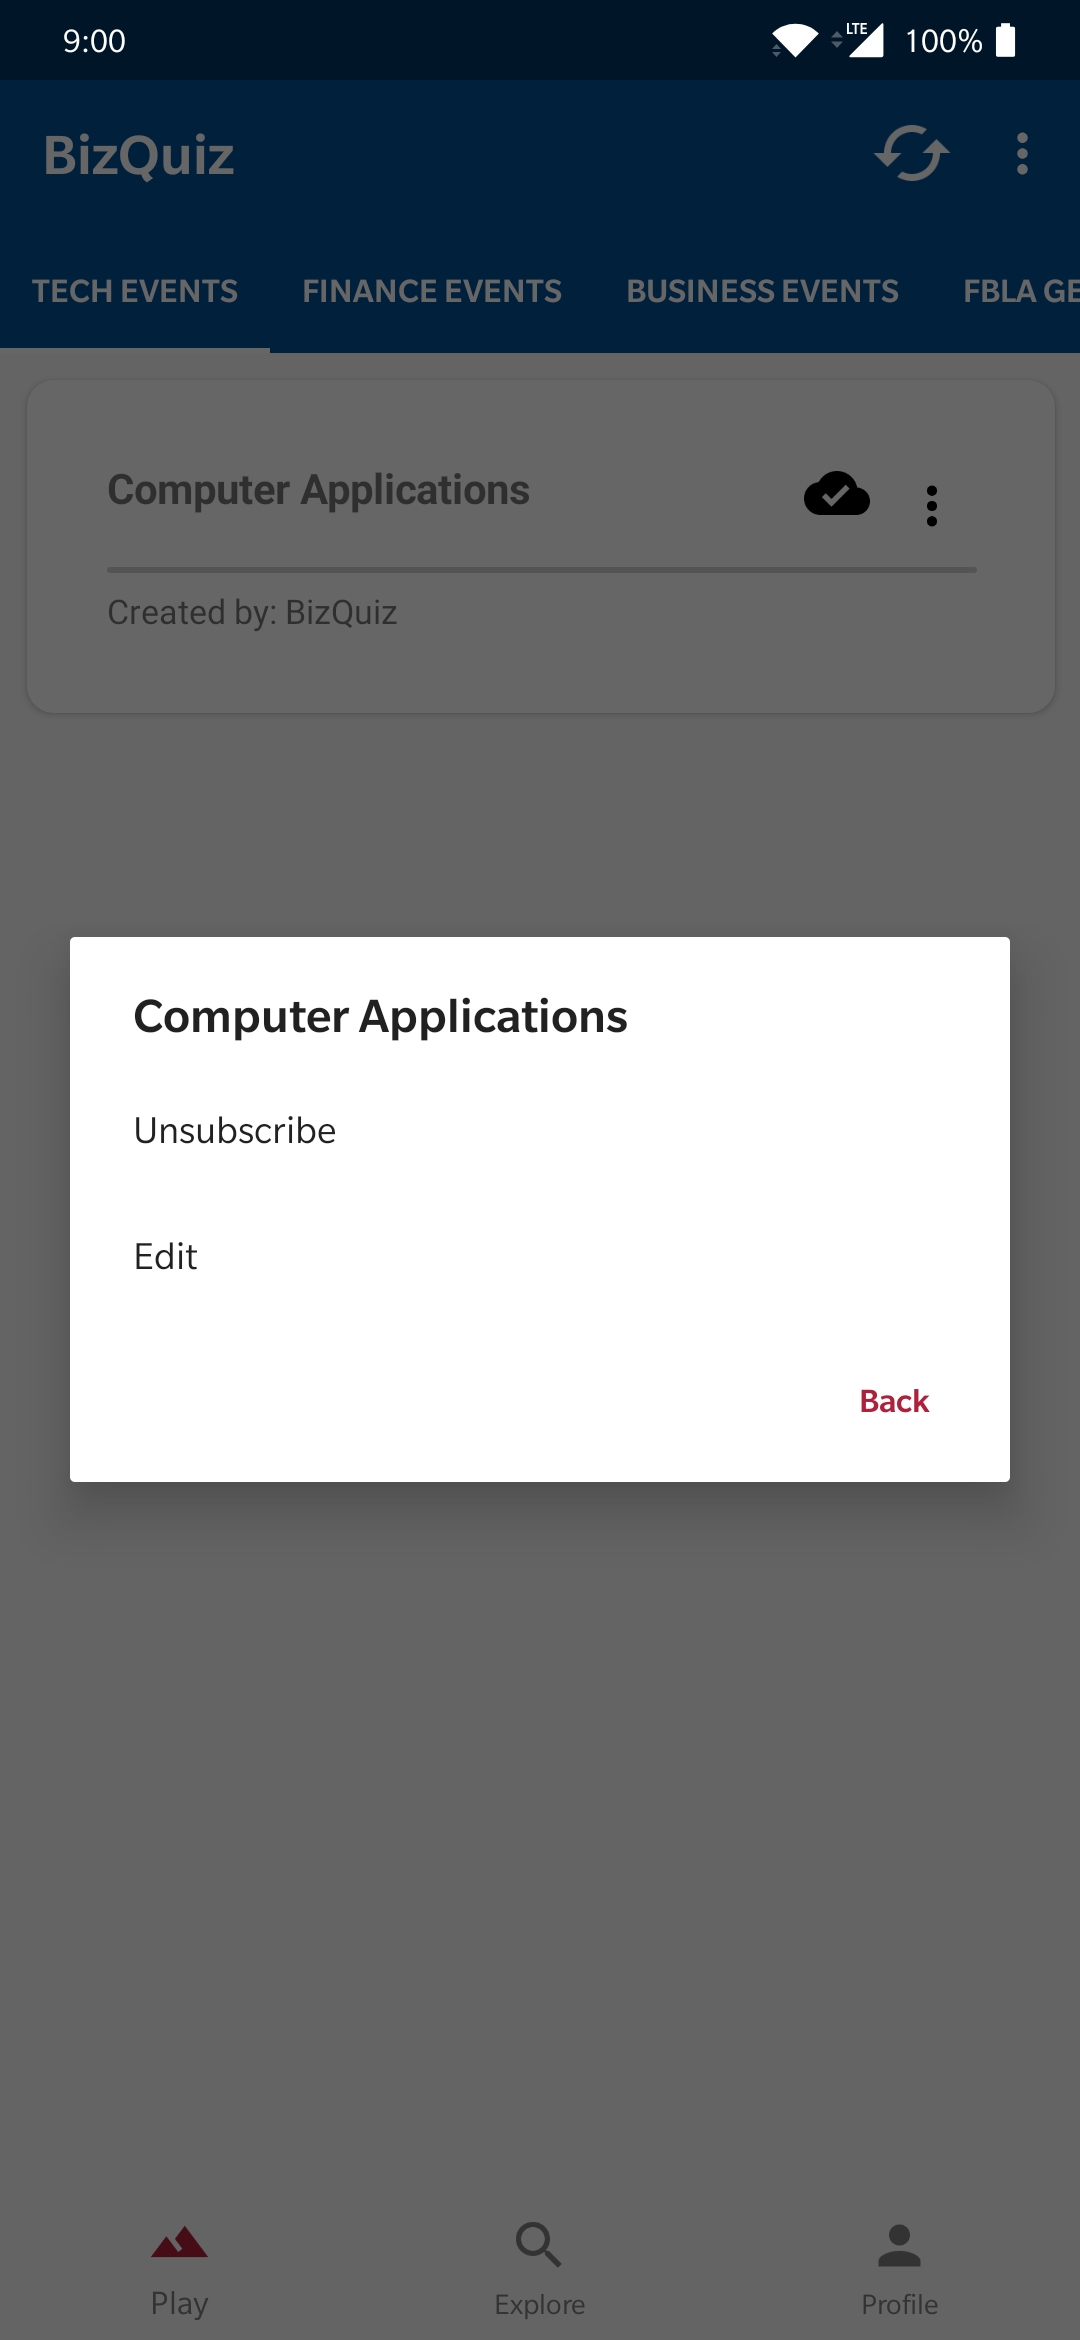 9:00
LTE
100%
BizQuiz
TECH EVENTS
FINANCE EVENTS
BUSINESS EVENTS
FBLA GE
Computer Applications
Created by: BizQuiz
Computer Applications
Unsubscribe
Edit
Back
Play
Explore
Profile